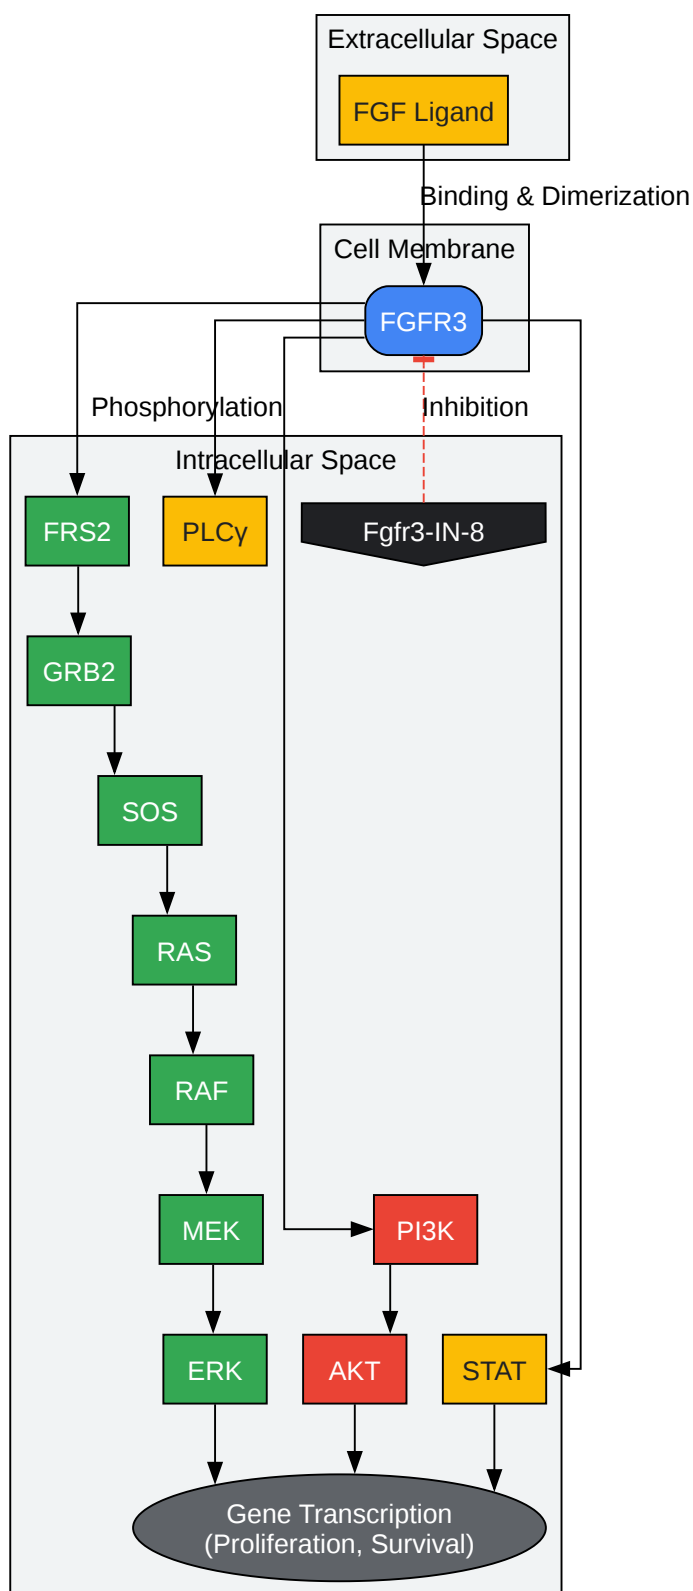 Extracellular Space
FGF Ligand
Binding & Dimerization
Cell Membrane
FGFR3
Phosphorylation
Inhibition
Intracellular Space
FRS2
PLCγ
Fgfr3-IN-8
GRB2
SOS
RAS
RAF
MEK
PI3K
ERK
AKT
STAT
Gene Transcription
(Proliferation, Survival)